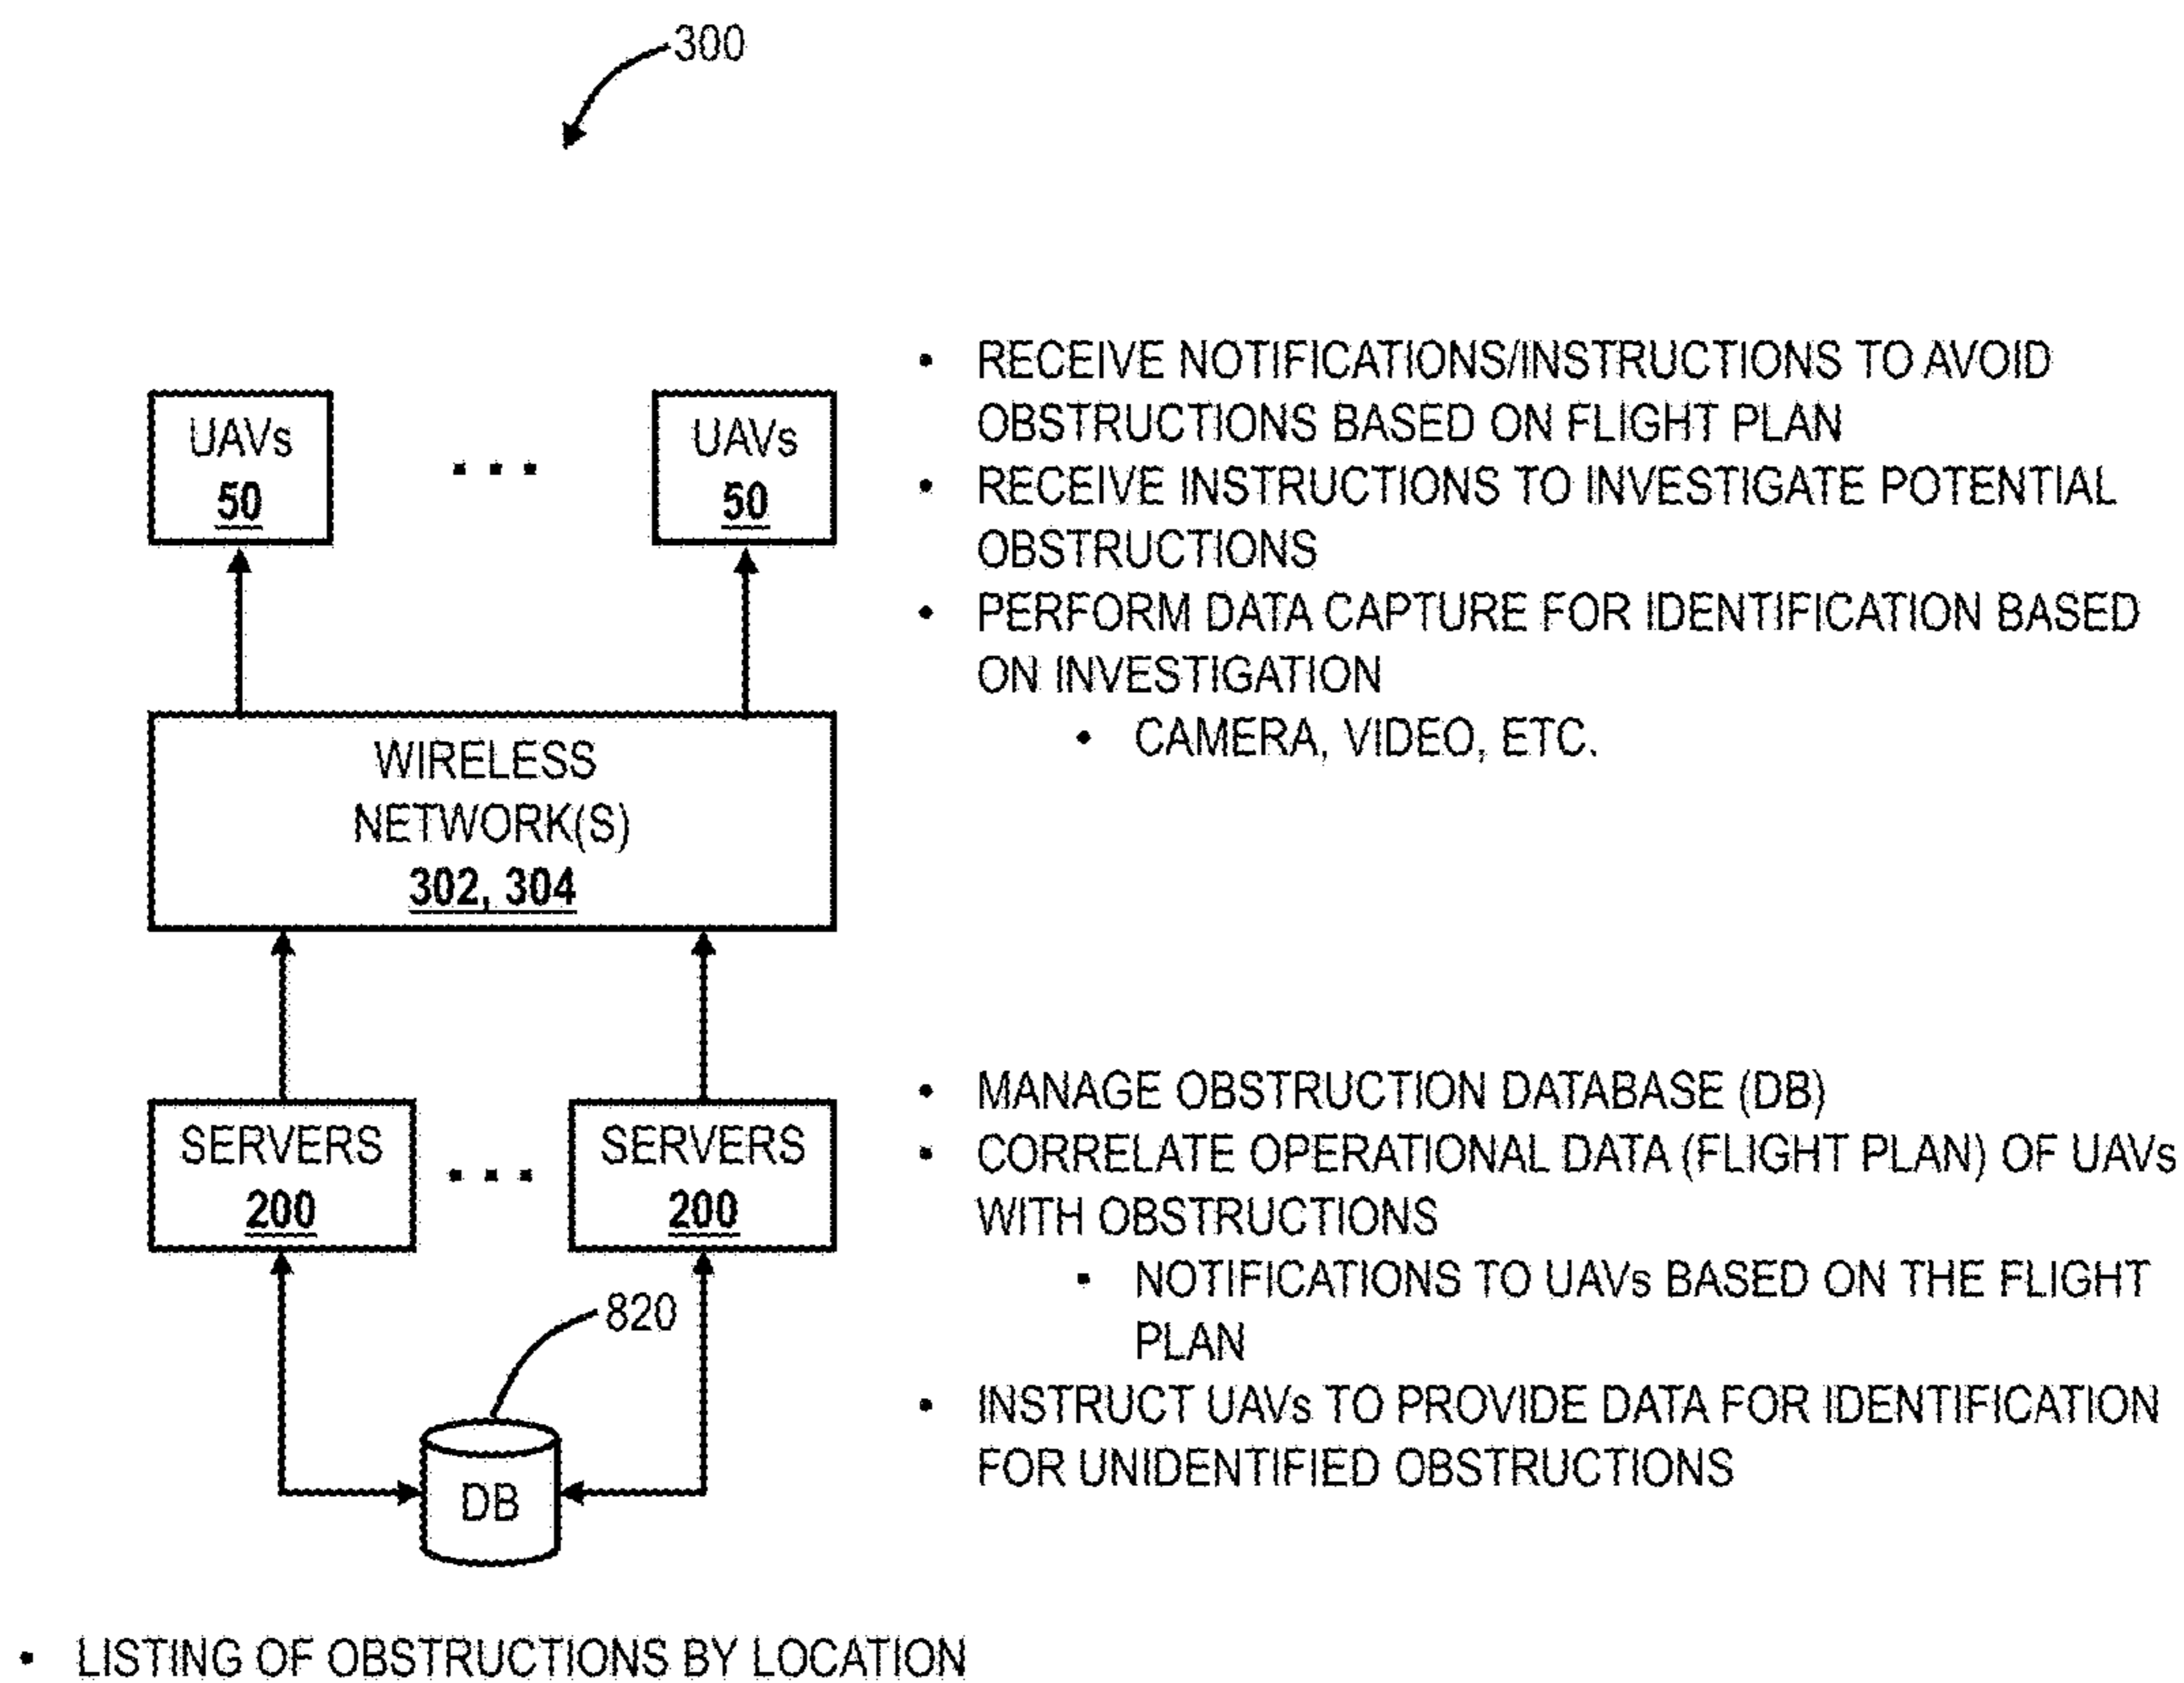 300
UAVs
50
...
UAVs
50
• RECEIVE NOTIFICATIONS/INSTRUCTIONS TO AVOID
OBSTRUCTIONS BASED ON FLIGHT PLAN
• RECEIVE INSTRUCTIONS TO INVESTIGATE POTENTIAL
OBSTRUCTIONS
• PERFORM DATA CAPTURE FOR IDENTIFICATION BASED
ON INVESTIGATION
• CAMERA, VIDEO, ETC.
WIRELESS
NETWORK(S)
302, 304
SERVERS
200
...
SERVERS
200
• MANAGE OBSTRUCTION DATABASE (DB)
• CORRELATE OPERATIONAL DATA (FLIGHT PLAN) OF UAVs
WITH OBSTRUCTIONS
• NOTIFICATIONS TO UAVs BASED ON THE FLIGHT
PLAN
• INSTRUCT UAVs TO PROVIDE DATA FOR IDENTIFICATION
FOR UNIDENTIFIED OBSTRUCTIONS
820
DB
• LISTING OF OBSTRUCTIONS BY LOCATION